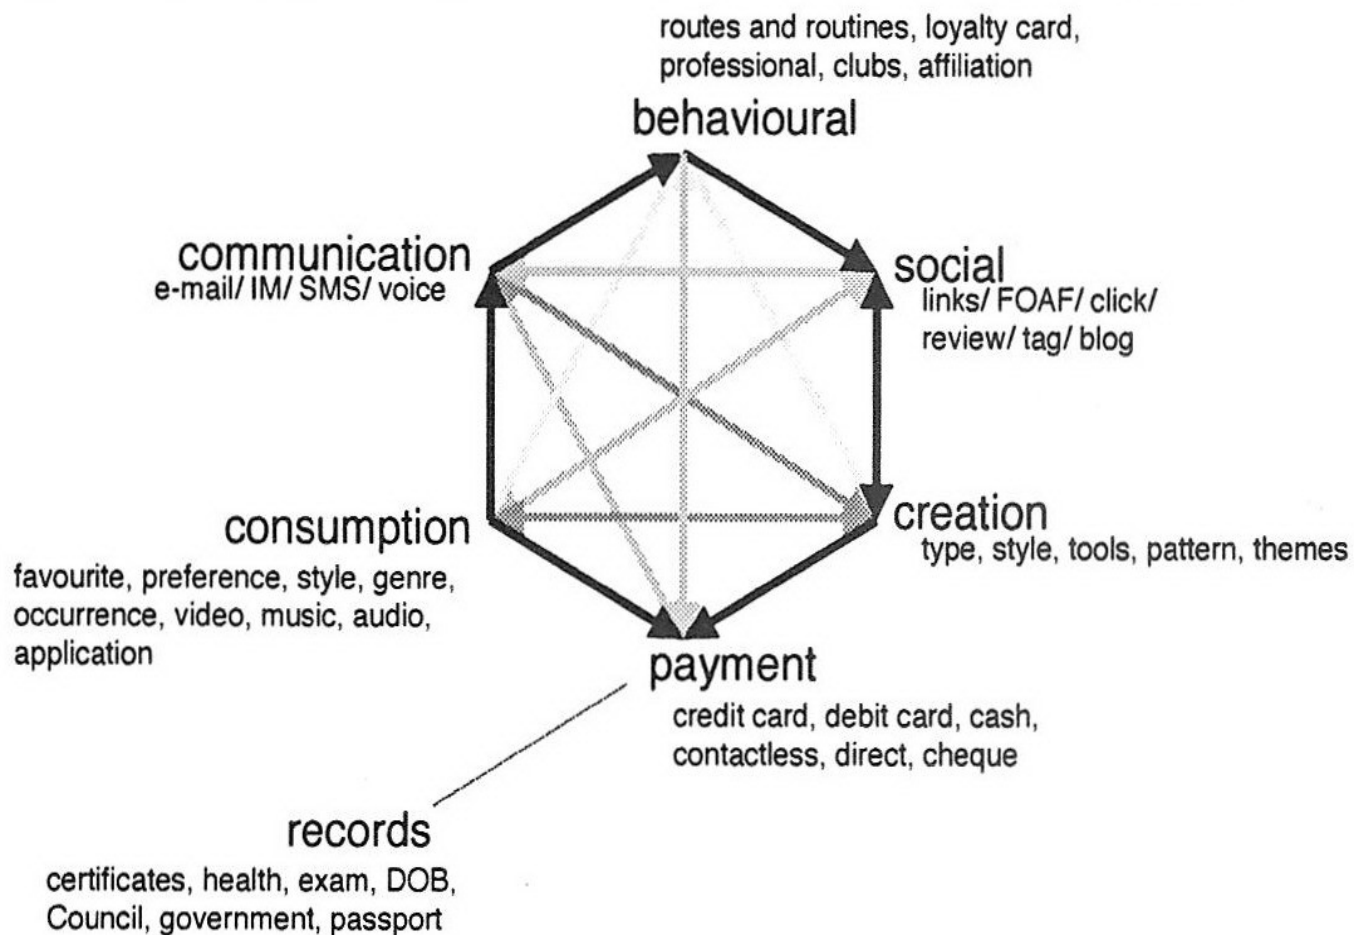 routes and routines, loyalty card,
professional, clubs, affiliation
behavioural
communication
e-mail/ IM/ SMS/ voice
social
links/ FOAF/ click/
review/ tag/ blog
consumption
favourite, preference, style, genre,
occurrence, video, music, audio,
application
creation
type, style, tools, pattern, themes
payment
credit card, debit card, cash,
contactless, direct, cheque
records
certificates, health, exam, DOB,
Council, government, passport